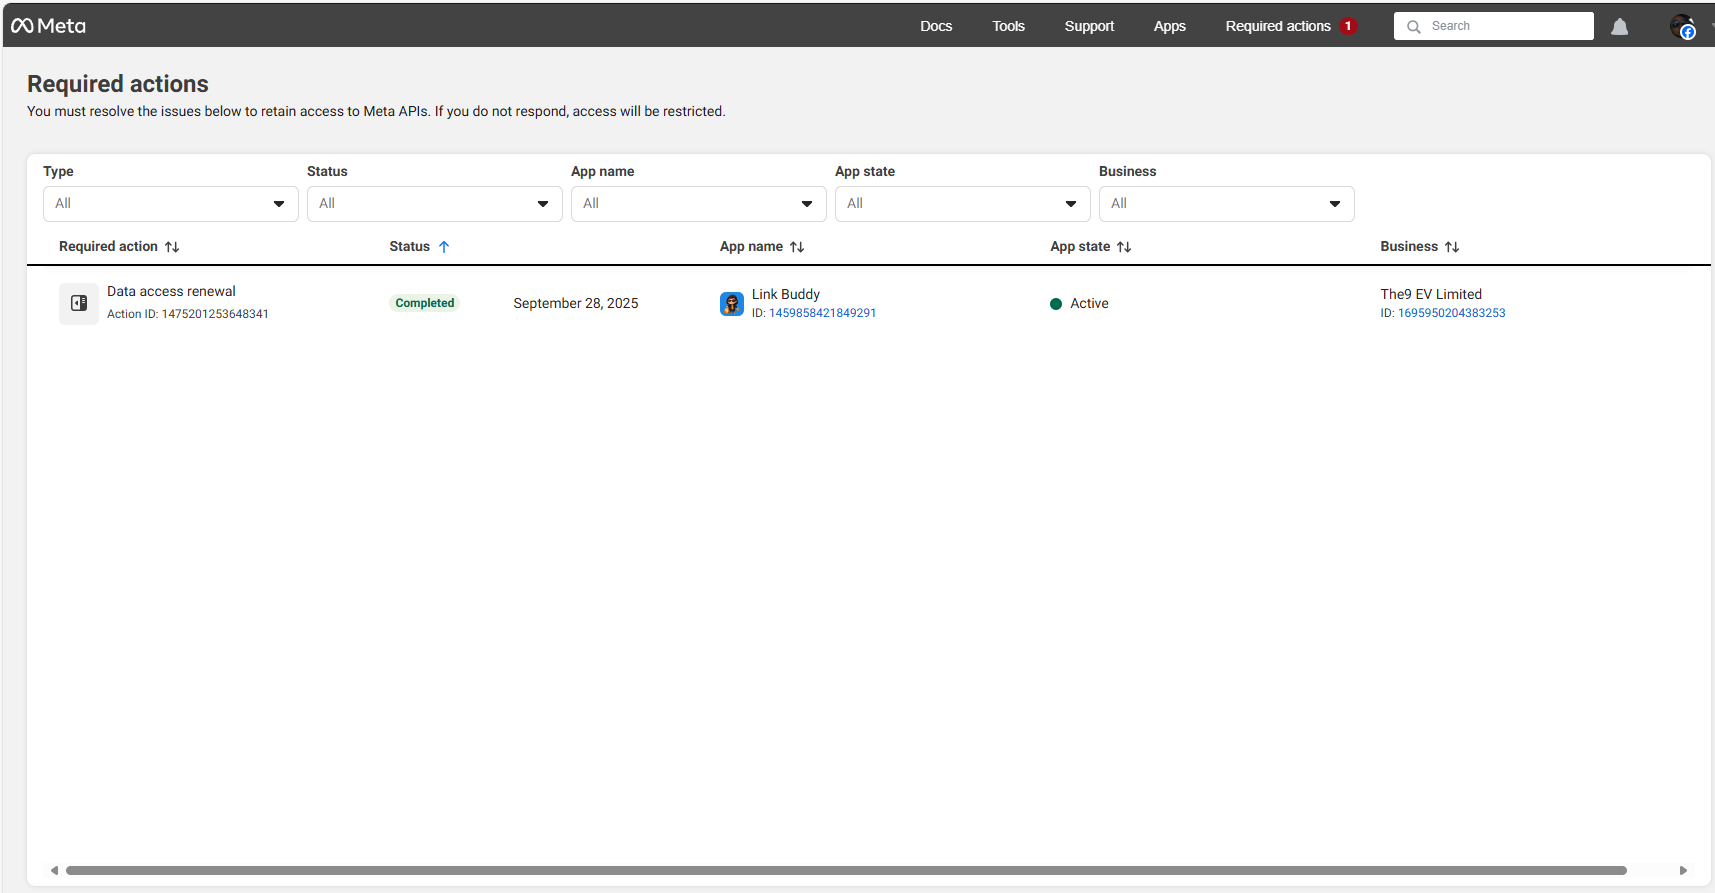 Meta
Docs Tools Support Apps Required actions 1 Search
Required actions
You must resolve the issues below to retain access to Meta APIs. If you do not respond, access will be restricted.
Type Status App name App state Business
All All All All All
Required action Status App name App state Business
Data access renewal
Action ID: 1475201253648341
Completed
September 28, 2025
Link Buddy
ID: 1459858421849291
Active
The9 EV Limited
ID: 1695950204383253